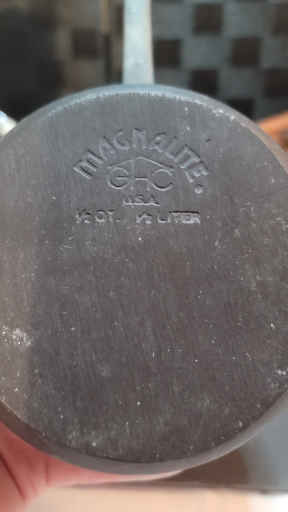 MAGNALITE®
GHC
U.S.A.
½ QT. ½ LITER